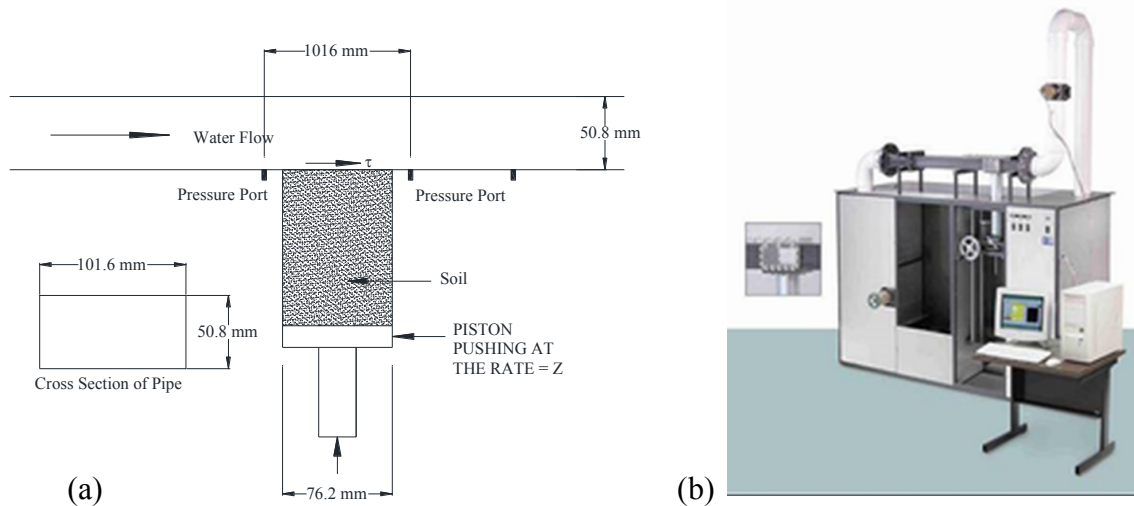 1016 mm
Water Flow
50.8 mm
τ
Pressure Port
Pressure Port
101.6 mm
Soil
50.8 mm
PISTON
PUSHING AT
THE RATE = Z
Cross Section of Pipe
(a)
76.2 mm
(b)